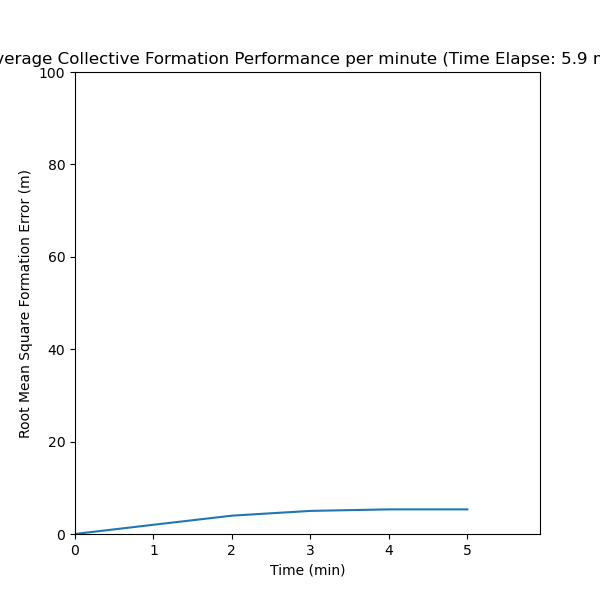 verage Collective Formation Performance per minute (Time Elapse: 5.9 
100
80
60
40
20
0
Root Mean Square Formation Error (m)
0 1 2 3 4 5
Time (min)